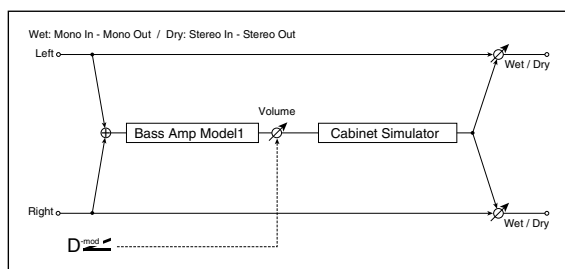 Wet: Mono In - Mono Out / Dry: Stereo In - Stereo Out
Left
Wet / Dry
Volume
Bass Amp Model1
Cabinet Simulator
Right
Wet / Dry
D-mod